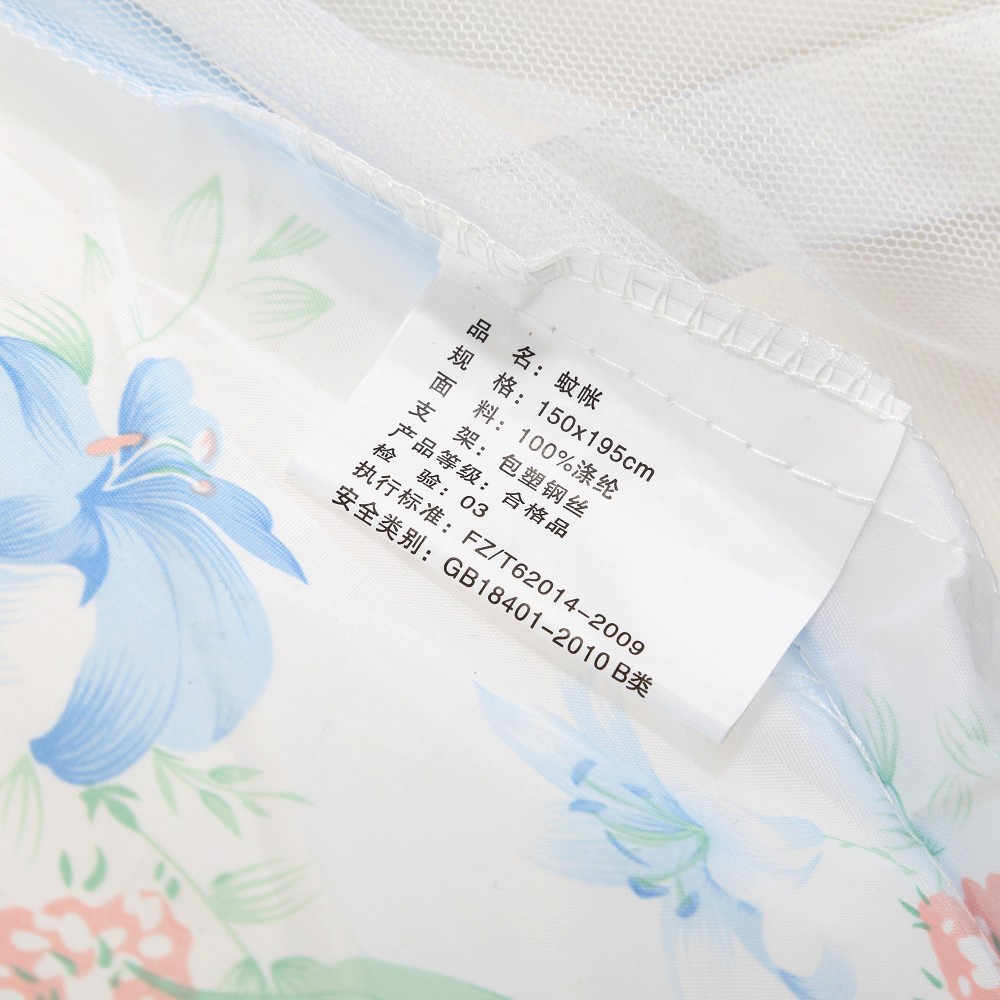 品 名：蚊帐
规 格：150x195cm
面 料：100%涤纶
支 架：包塑钢丝
产品等级：合格品
检 验：03
执行标准：FZ/T62014-2009
安全类别：GB18401-2010 B类